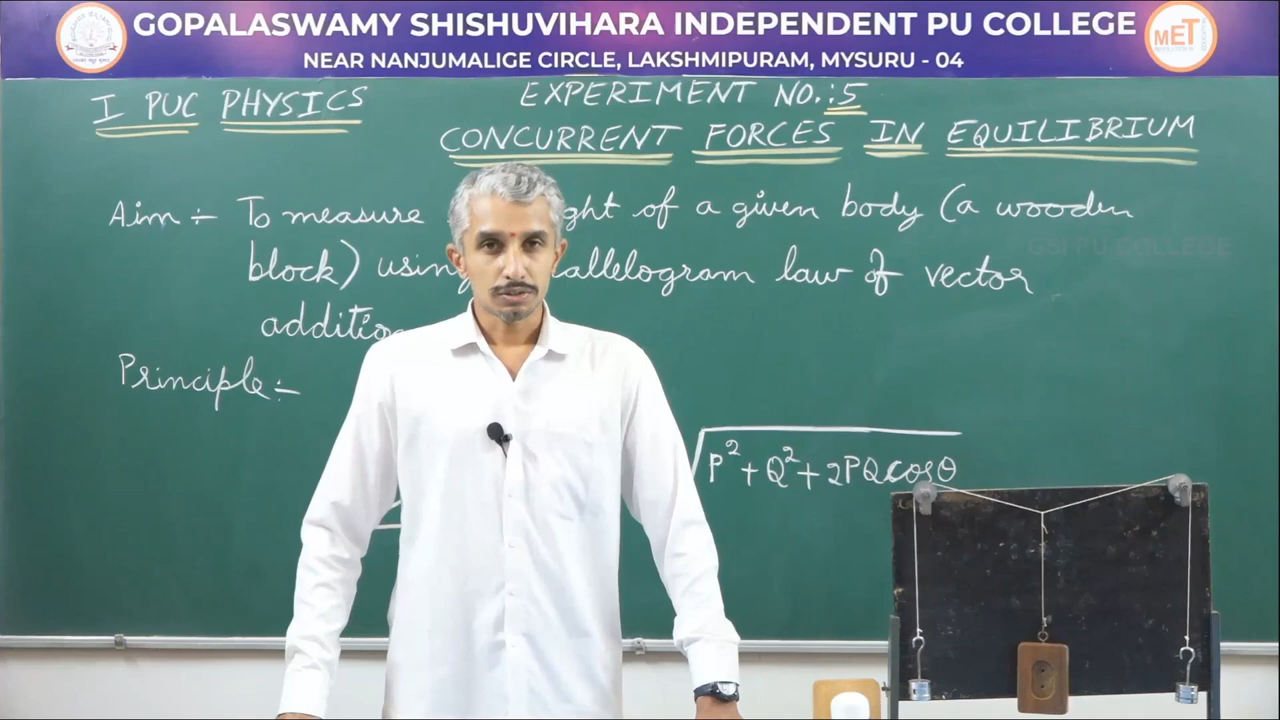 GOPALASWAMY SHISHUVIHARA INDEPENDENT PU COLLEGE
NEAR NANJUMALIGE CIRCLE, LAKSHMIPURAM, MYSURU - 04
MET
I PUC PHYSICS
EXPERIMENT NO.:5
CONCURRENT FORCES IN EQUILIBRIUM
Aim :- To measure ght of a given body (a wooden
block) using allelogram law of vector
additio
GSI PU COLLEGE
Principle:-
√P²+Q²+2PQcosθ